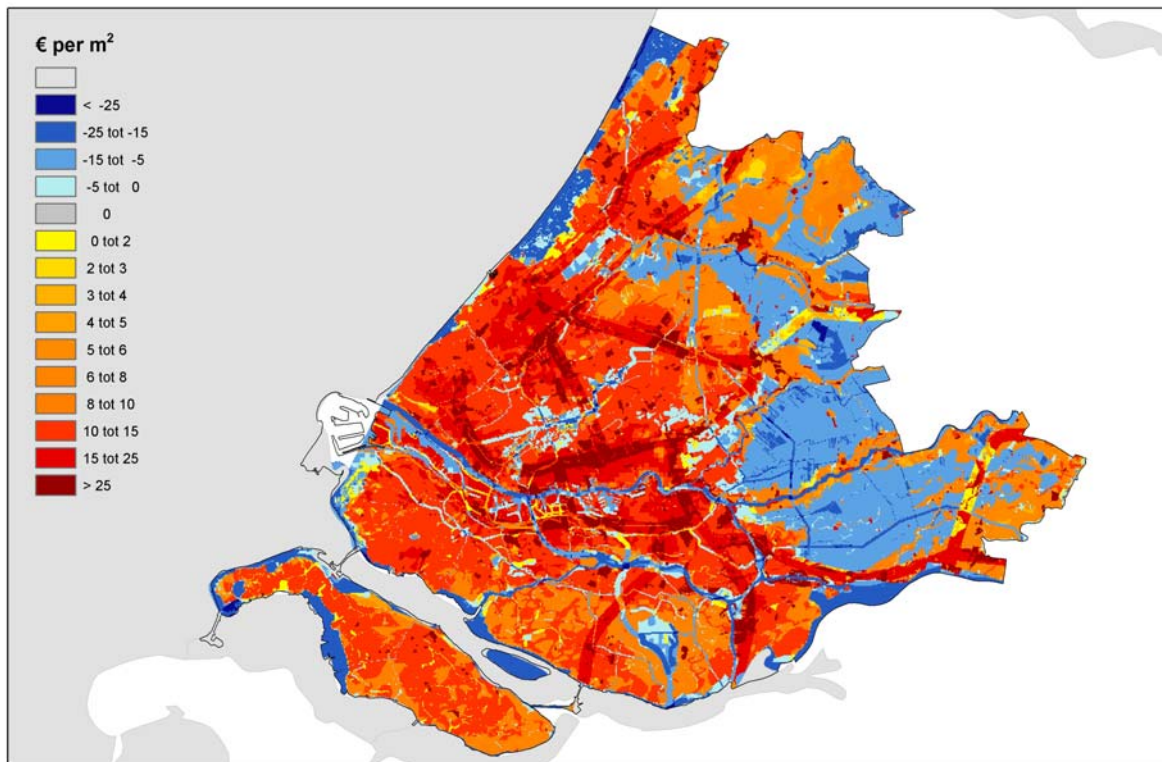 € per m²
< -25
-25 tot -15
-15 tot -5
-5 tot 0
0
0 tot 2
2 tot 3
3 tot 4
4 tot 5
5 tot 6
6 tot 8
8 tot 10
10 tot 15
15 tot 25
> 25